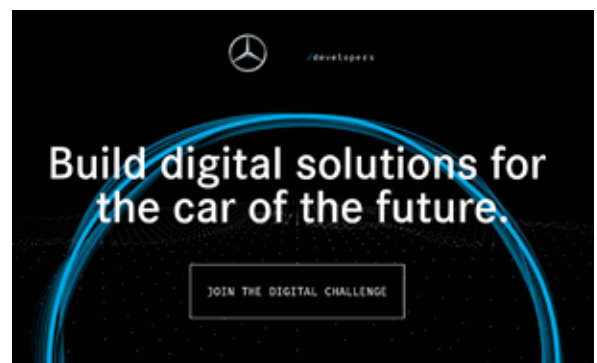 /developers
Build digital solutions for
the car of the future.
JOIN THE DIGITAL CHALLENGE